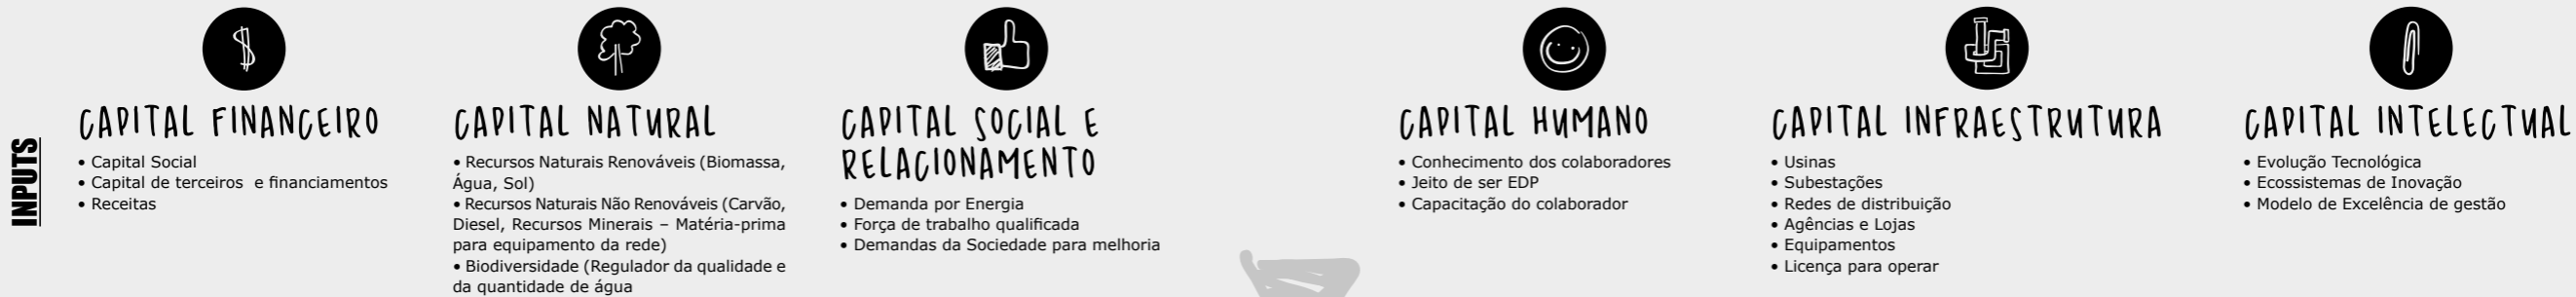 INPUTS
CAPITAL FINANCEIRO
• Capital Social
• Capital de terceiros e financiamentos
• Receitas
CAPITAL NATURAL
• Recursos Naturais Renováveis (Biomassa,
Água, Sol)
• Recursos Naturais Não Renováveis (Carvão,
Diesel, Recursos Minerais – Matéria-prima
para equipamento da rede)
• Biodiversidade (Regulador da qualidade e
da quantidade de água
CAPITAL SOCIAL E
RELACIONAMENTO
• Demanda por Energia
• Força de trabalho qualificada
• Demandas da Sociedade para melhoria
CAPITAL HUMANO
• Conhecimento dos colaboradores
• Jeito de ser EDP
• Capacitação do colaborador
CAPITAL INFRAESTRUTURA
• Usinas
• Subestações
• Redes de distribuição
• Agências e Lojas
• Equipamentos
• Licença para operar
CAPITAL INTELECTUAL
• Evolução Tecnológica
• Ecossistemas de Inovação
• Modelo de Excelência de gestão